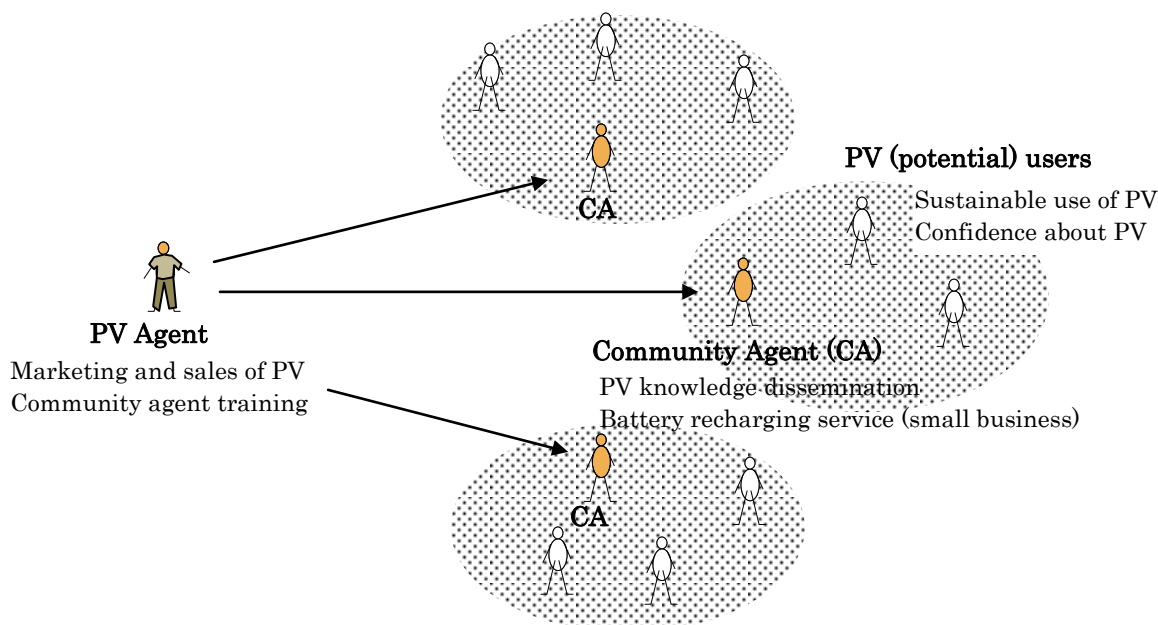 CA
PV (potential) users
Sustainable use of PV
Confidence about PV
PV Agent
Marketing and sales of PV
Community agent training
Community Agent (CA)
PV knowledge dissemination
Battery recharging service (small business)
CA